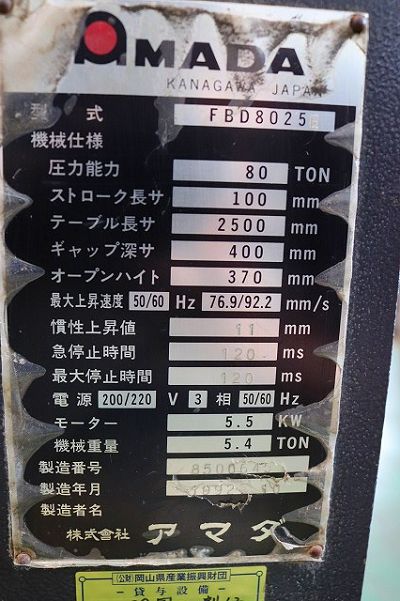 AMADA
KANAGAWA JAPAN
型式 FBD8025E
機械仕様
圧力能力 80 TON
ストローク長サ 100 mm
テーブル長サ 2500 mm
ギャップ深サ 400 mm
オープンハイト 370 mm
最大上昇速度 50/60 Hz 76.9/92.2 mm/s
慣性上昇値 11 mm
急停止時間 120 ms
最大停止時間 120 ms
電源 200/220 V 3 相 50/60 Hz
モーター 5.5 KW
機械重量 5.4 TON
製造番号
製造年月
製造者名
株式会社 アマダ
(公財)岡山県産業振興財団
貸与設備